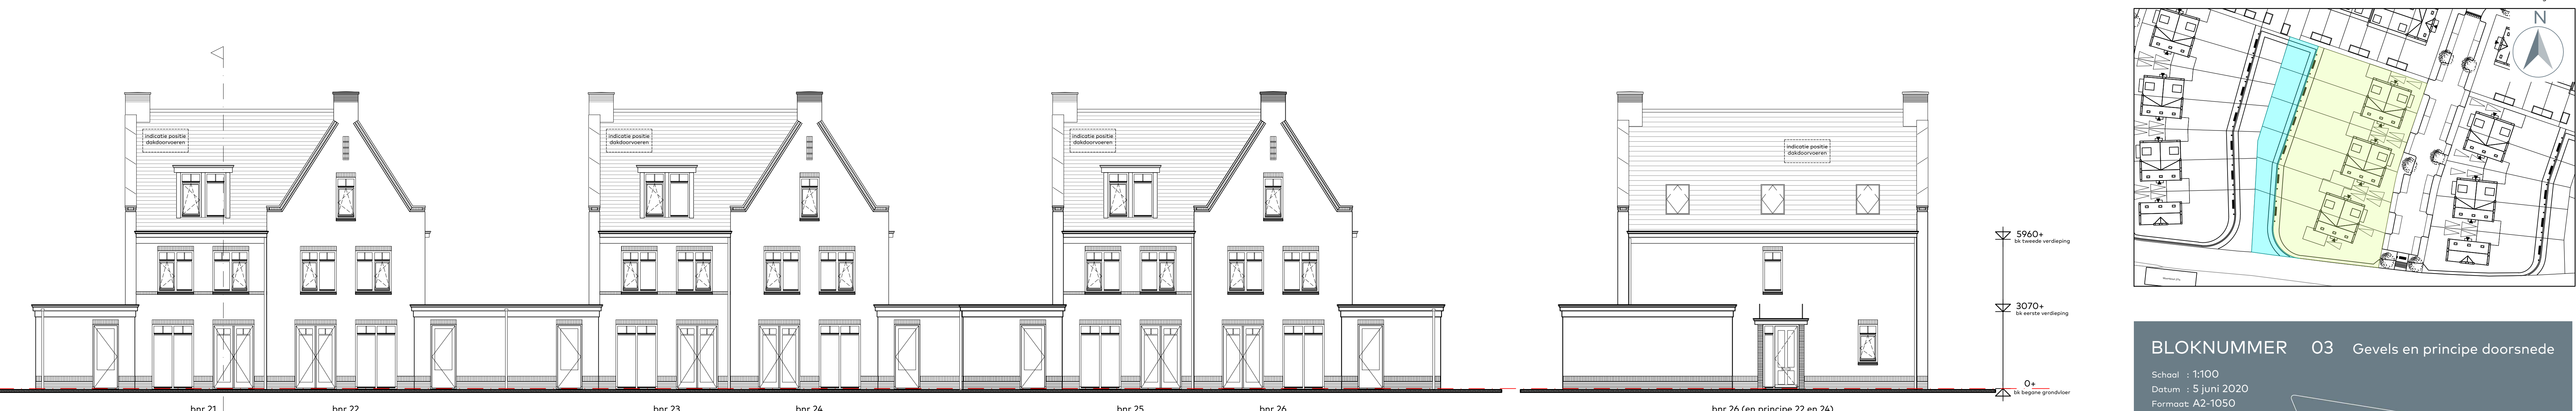 N
indicatie positie
dakdoorvoeren
indicatie positie
dakdoorvoeren
indicatie positie
dakdoorvoeren
indicatie positie
dakdoorvoeren
5960+
bk tweede verdieping
3070+
bk eerste verdieping
0+
bk begane grondvloer
bnr 21
bnr 22
bnr 23
bnr 24
bnr 25
bnr 26
bnr 26 (en principe 22 en 24)
BLOKNUMMER 03 Gevels en principe doorsnede
Schaal : 1:100
Datum : 5 juni 2020
Formaat: A2-1050